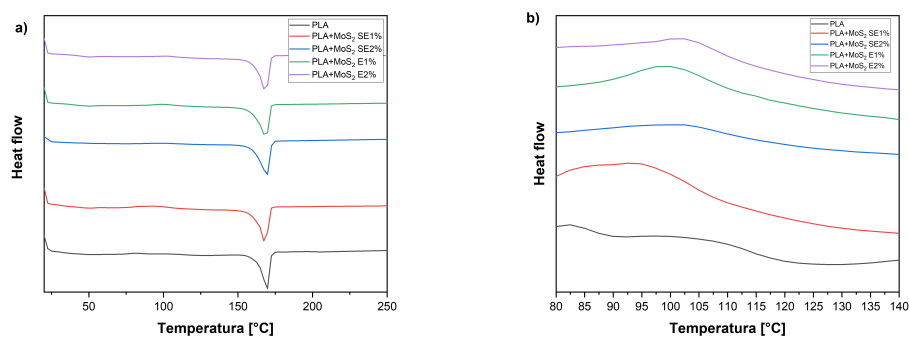 a)
PLA
PLA+MoS₂ SE1%
PLA+MoS₂ SE2%
PLA+MoS₂ E1%
PLA+MoS₂ E2%
Heat flow
50 100 150 200 250
Temperatura [°C]
b)
PLA
PLA+MoS₂ SE1%
PLA+MoS₂ SE2%
PLA+MoS₂ E1%
PLA+MoS₂ E2%
Heat flow
80 85 90 95 100 105 110 115 120 125 130 135 140
Temperatura [°C]